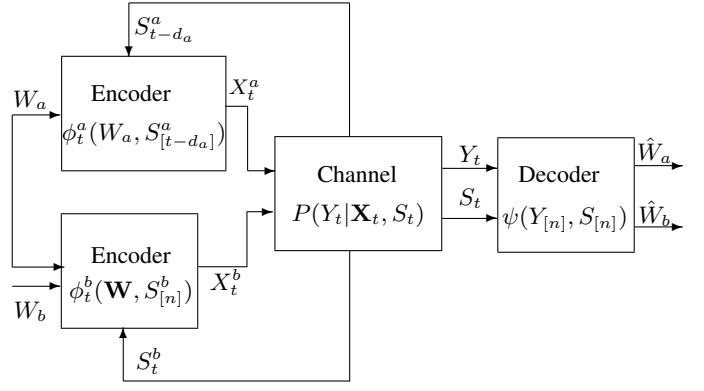 S^a_{t-d_a}
Encoder
φ^a_t(W_a, S^a_{[t-d_a]})
W_a
X^a_t
Channel
P(Y_t|𝐗_t, S_t)
Y_t
S_t
Decoder
ψ(Y_{[n]}, S_{[n]})
Ŵ_a
Ŵ_b
Encoder
φ^b_t(𝐖, S^b_{[n]})
W_b
X^b_t
S^b_t